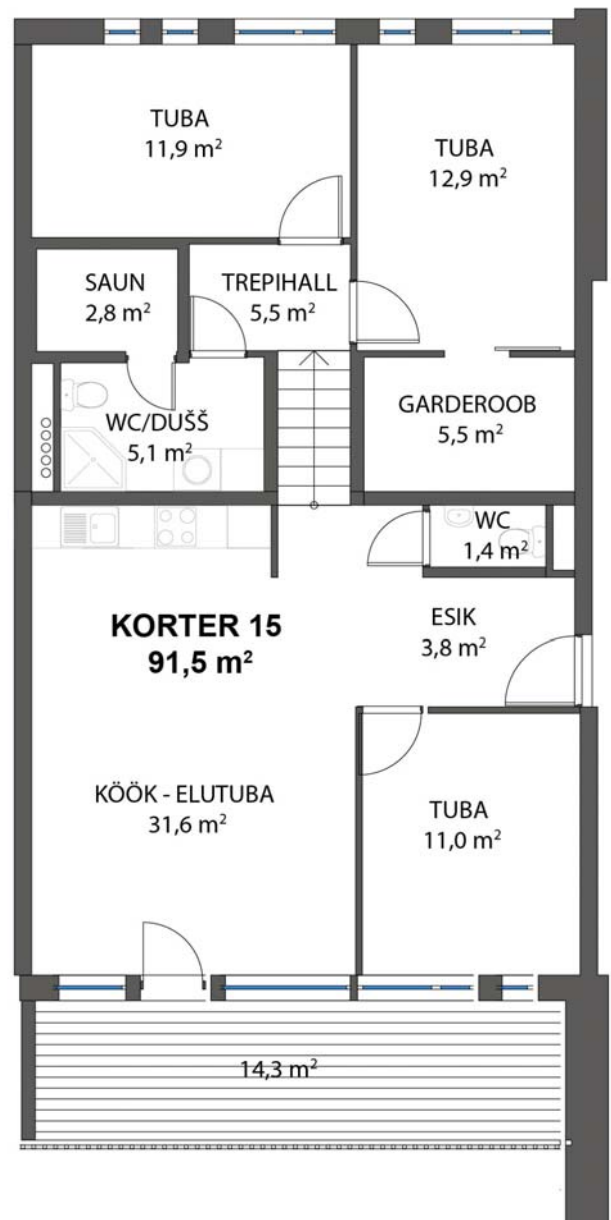 TUBA
11,9 m²
TUBA
12,9 m²
SAUN
2,8 m²
TREPIHALL
5,5 m²
GARDEROOB
5,5 m²
WC/DUŠŠ
5,1 m²
WC
1,4 m²
KORTER 15
91,5 m²
ESIK
3,8 m²
KÖÖK - ELUTUBA
31,6 m²
TUBA
11,0 m²
14,3 m²